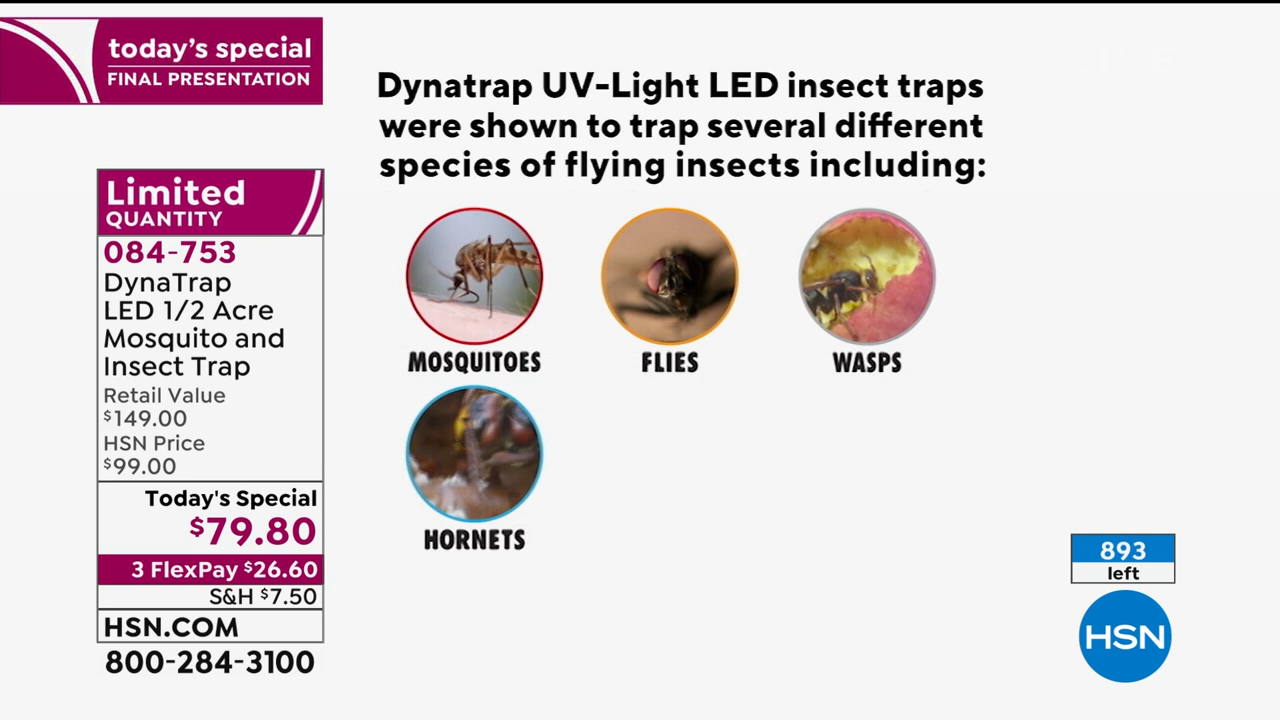 today's special
FINAL PRESENTATION
Dynatrap UV-Light LED insect traps
were shown to trap several different
species of flying insects including:
Limited
QUANTITY
084-753
DynaTrap
LED 1/2 Acre
Mosquito and
Insect Trap
Retail Value
$149.00
HSN Price
$99.00
Today's Special
$79.80
3 FlexPay $26.60
S&H $7.50
HSN.COM
800-284-3100
MOSQUITOES
FLIES
WASPS
HORNETS
893
left
HSN